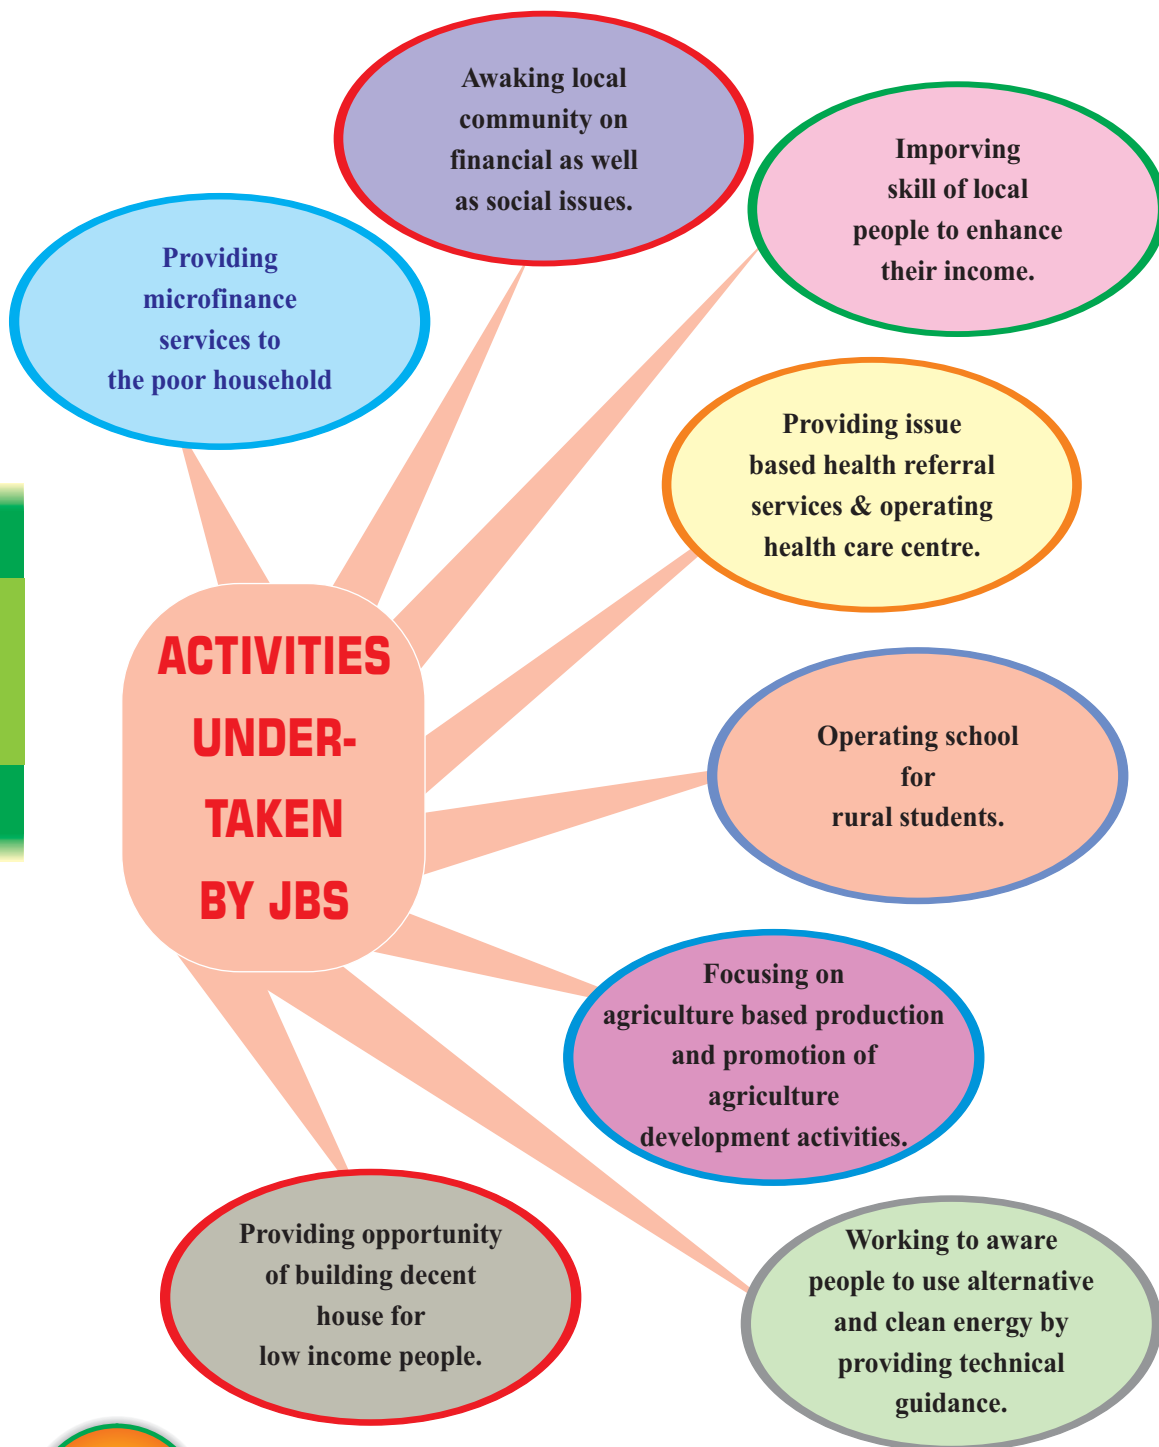 Awaking local
community on
financial as well
as social issues.
Imporving
skill of local
people to enhance
their income.
Providing
microfinance
services to
the poor household
Providing issue
based health referral
services & operating
health care centre.
ACTIVITIES
UNDER-
TAKEN
BY JBS
Operating school
for
rural students.
Focusing on
agriculture based production
and promotion of
agriculture
development activities.
Providing opportunity
of building decent
house for
low income people.
Working to aware
people to use alternative
and clean energy by
providing technical
guidance.